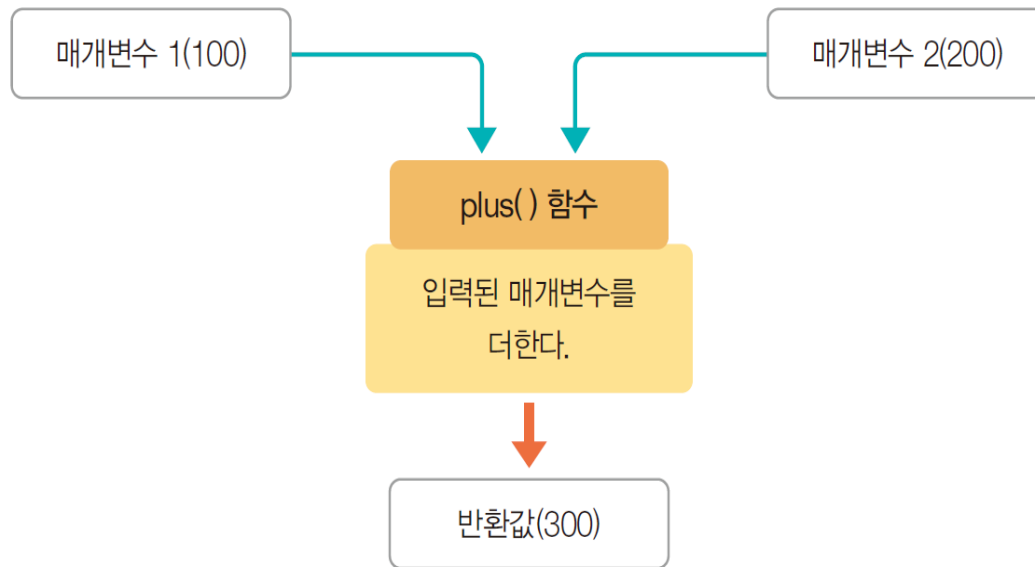 매개변수 1(100)
매개변수 2(200)
plus( ) 함수
입력된 매개변수를
더한다.
반환값(300)